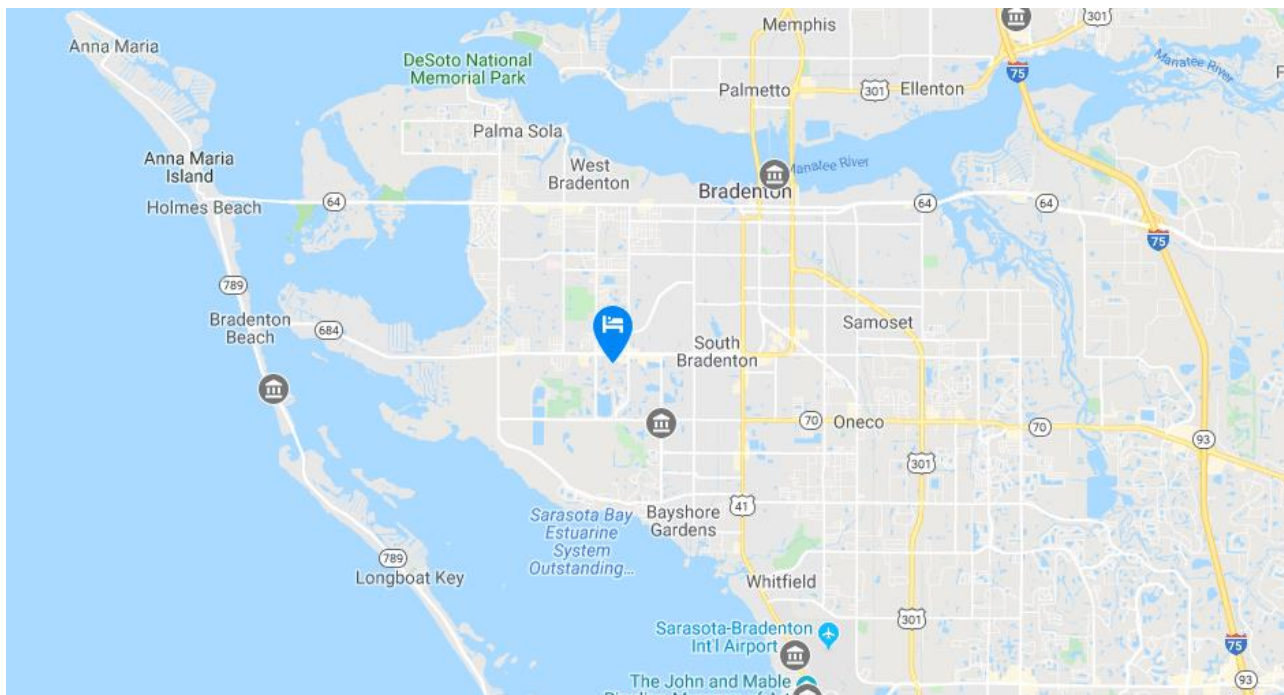 Memphis
301
Anna Maria
DeSoto National
Memorial Park
75
Manatee River
Palmetto
301
Ellenton
Palma Sola
Anna Maria
Island
West
Bradenton
Manatee River
Bradenton
Holmes Beach
64
64
64
75
789
Bradenton
Beach
684
South
Bradenton
Samoset
70
Oneco
70
93
301
41
Sarasota Bay
Estuarine
System
Outstanding...
Bayshore
Gardens
789
Longboat Key
Whitfield
301
Sarasota-Bradenton
Int'l Airport
75
The John and Mable
93